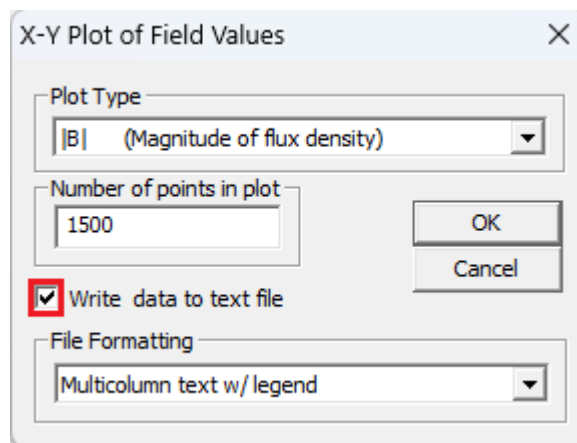 X-Y Plot of Field Values
Plot Type
|B| (Magnitude of flux density)
Number of points in plot
1500
OK
Cancel
Write data to text file
File Formatting
Multicolumn text w/ legend